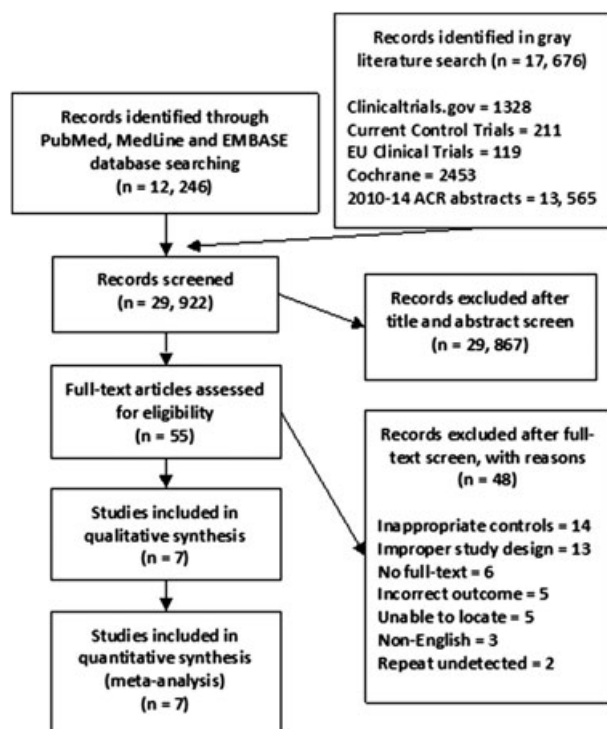 Records identified in gray
literature search (n = 17, 676)
Clinicaltrials.gov = 1328
Current Control Trials = 211
EU Clinical Trials = 119
Cochrane = 2453
2010-14 ACR abstracts = 13, 565
Records identified through
PubMed, MedLine and EMBASE
database searching
(n = 12, 246)
Records screened
(n = 29, 922)
Records excluded after
title and abstract screen
(n = 29, 867)
Full-text articles assessed
for eligibility
(n = 55)
Records excluded after full-
text screen, with reasons
(n = 48)
Inappropriate controls = 14
Improper study design = 13
No full-text = 6
Incorrect outcome = 5
Unable to locate = 5
Non-English = 3
Repeat undetected = 2
Studies included in
qualitative synthesis
n = 7)
Studies included in
quantitative synthesis
(meta-analysis)
n = 7)